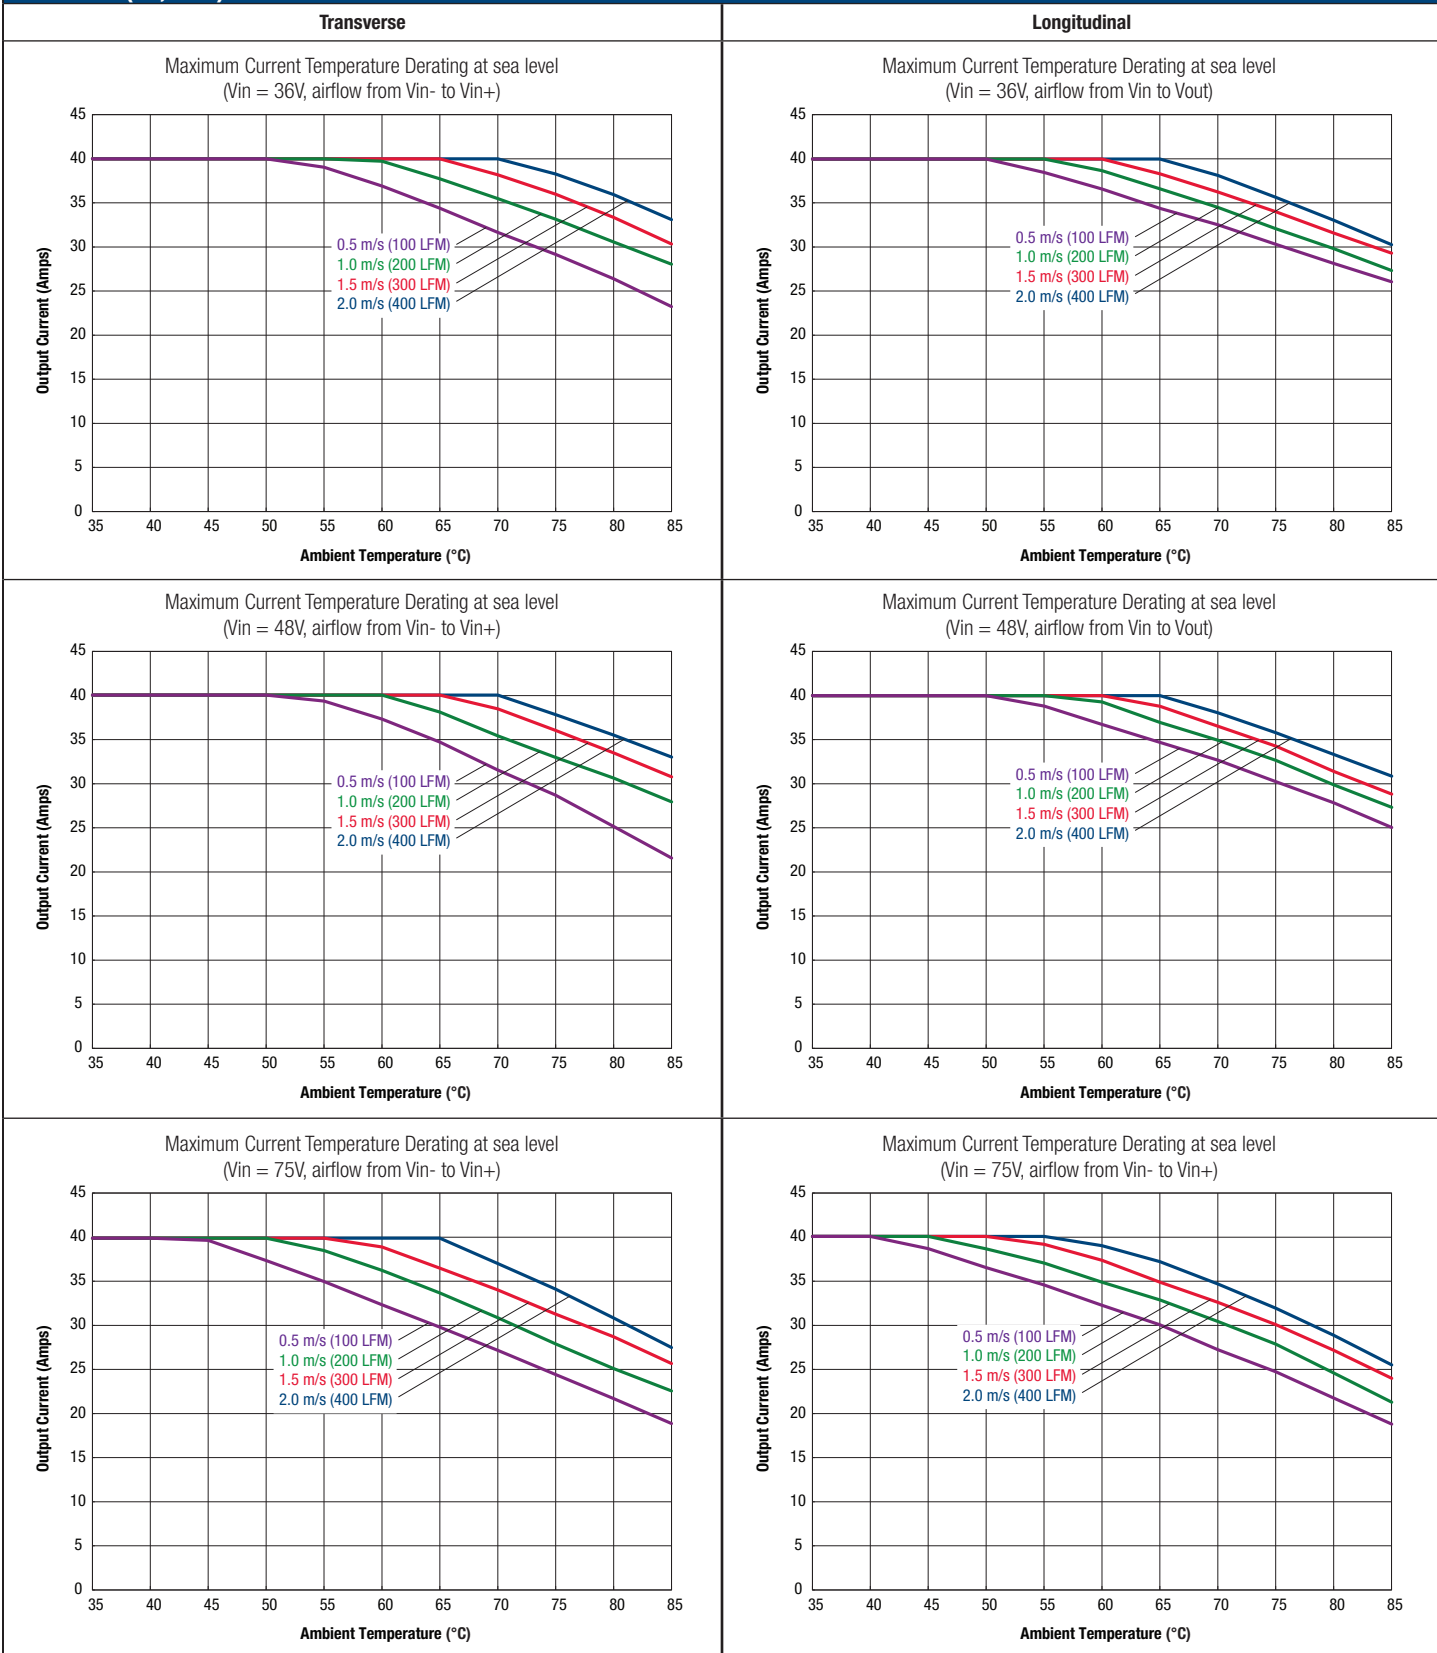 Transverse
Longitudinal
Maximum Current Temperature Derating at sea level
(Vin = 36V, airflow from Vin- to Vin+)
45
40
35
30
25
20
15
10
5
0
Output Current (Amps)
0.5 m/s (100 LFM)
1.0 m/s (200 LFM)
1.5 m/s (300 LFM)
2.0 m/s (400 LFM)
35 40 45 50 55 60 65 70 75 80 85
Ambient Temperature (°C)
Maximum Current Temperature Derating at sea level
(Vin = 36V, airflow from Vin to Vout)
45
40
35
30
25
20
15
10
5
0
Output Current (Amps)
0.5 m/s (100 LFM)
1.0 m/s (200 LFM)
1.5 m/s (300 LFM)
2.0 m/s (400 LFM)
35 40 45 50 55 60 65 70 75 80 85
Ambient Temperature (°C)
Maximum Current Temperature Derating at sea level
(Vin = 48V, airflow from Vin- to Vin+)
45
40
35
30
25
20
15
10
5
0
Output Current (Amps)
0.5 m/s (100 LFM)
1.0 m/s (200 LFM)
1.5 m/s (300 LFM)
2.0 m/s (400 LFM)
35 40 45 50 55 60 65 70 75 80 85
Ambient Temperature (°C)
Maximum Current Temperature Derating at sea level
(Vin = 48V, airflow from Vin to Vout)
45
40
35
30
25
20
15
10
5
0
Output Current (Amps)
0.5 m/s (100 LFM)
1.0 m/s (200 LFM)
1.5 m/s (300 LFM)
2.0 m/s (400 LFM)
35 40 45 50 55 60 65 70 75 80 85
Ambient Temperature (°C)
Maximum Current Temperature Derating at sea level
(Vin = 75V, airflow from Vin- to Vin+)
45
40
35
30
25
20
15
10
5
0
Output Current (Amps)
0.5 m/s (100 LFM)
1.0 m/s (200 LFM)
1.5 m/s (300 LFM)
2.0 m/s (400 LFM)
35 40 45 50 55 60 65 70 75 80 85
Ambient Temperature (°C)
Maximum Current Temperature Derating at sea level
(Vin = 75V, airflow from Vin- to Vin+)
45
40
35
30
25
20
15
10
5
0
Output Current (Amps)
0.5 m/s (100 LFM)
1.0 m/s (200 LFM)
1.5 m/s (300 LFM)
2.0 m/s (400 LFM)
35 40 45 50 55 60 65 70 75 80 85
Ambient Temperature (°C)